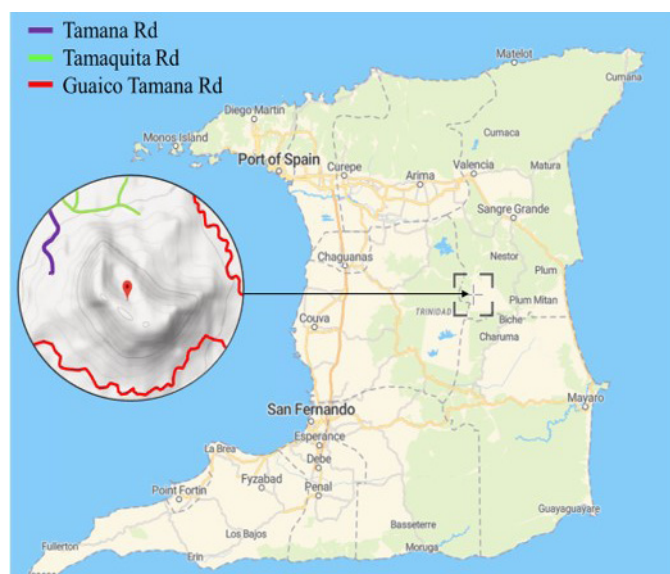 Tamana Rd
Tamaquita Rd
Guaico Tamana Rd
Matelot
Cumana
Diego Martin
Monos Island
Cumaca
Port of Spain
Curepe
Arima
Valencia
Matura
Sangre Grande
Chaguanas
Nestor
Plum
Plum Mitan
TRINIDAD
Biche
Couva
Charuma
San Fernando
Mayaro
Esperance
La Brea
Debe
Fyzabad
Penal
Point Fortin
Guayaguayare
Los Bajos
Basseterre
Fullerton
Erin
Moruga